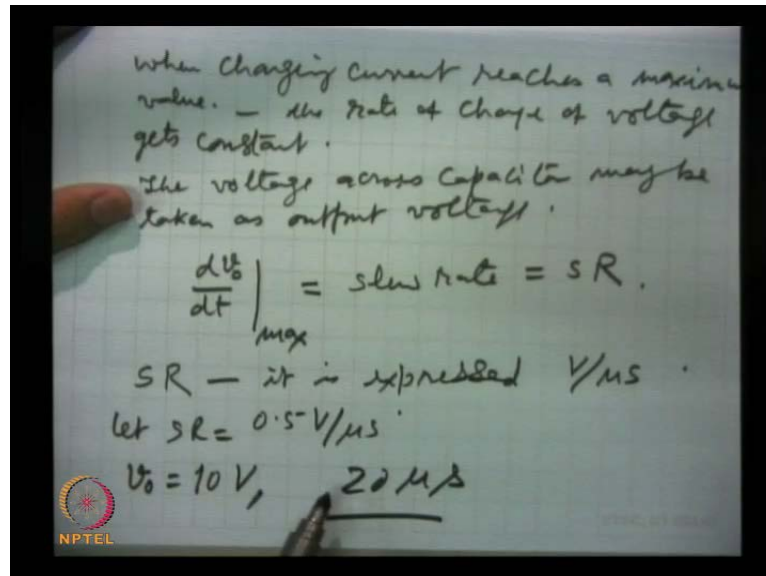 when charging current reaches a maximum
value. – the rate of change of voltage
gets constant.
The voltage across capacitor may be
taken as output voltage.
dv₀/dt |max = slew rate = SR.
SR – it is expressed V/μs.
Let SR = 0.5 V/μs
v₀ = 10 V, 20 μs
NPTEL